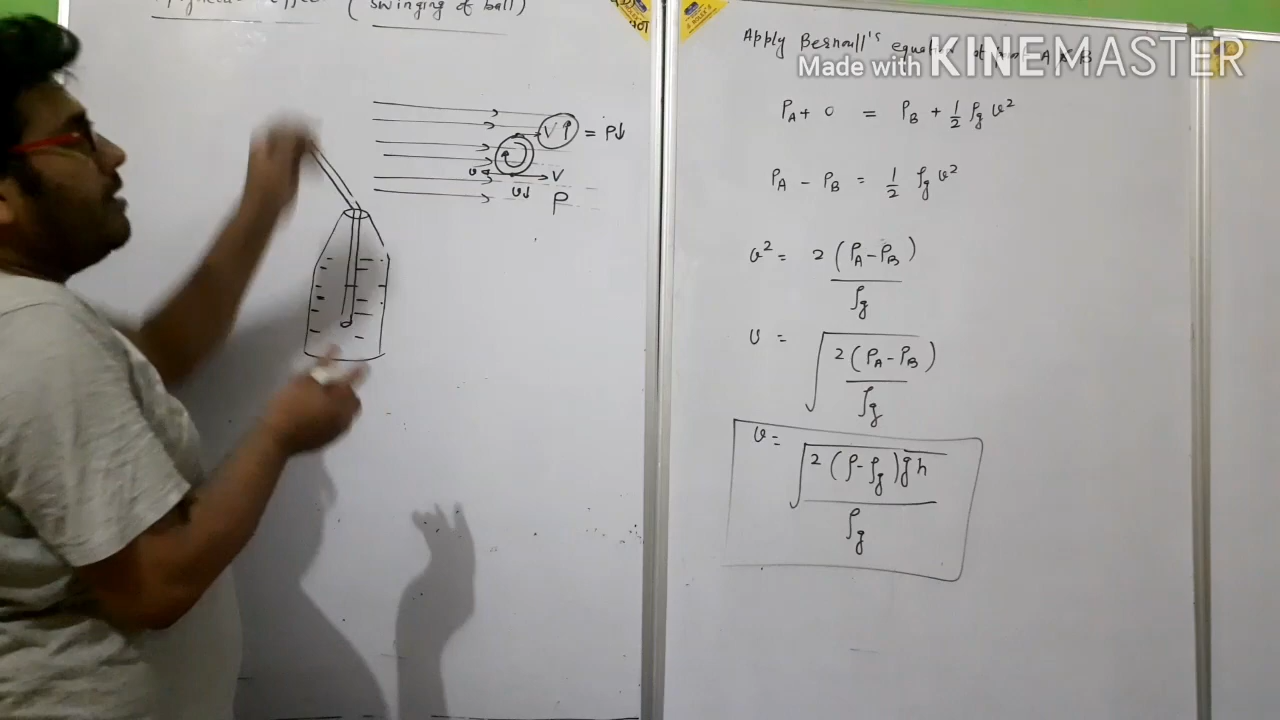 ( Swinging of ball )
V↑ = P↓
v
V
v↓
P
Apply Bernoull's equation at point A & B
Made with KINEMASTER
P_A + 0 = P_B + 1/2 ρ_g v²
P_A - P_B = 1/2 ρ_g v²
v² = 2 (P_A - P_B) / ρ_g
v = √(2 (P_A - P_B) / ρ_g)
v = √(2 (ρ - ρ_g) g h / ρ_g)